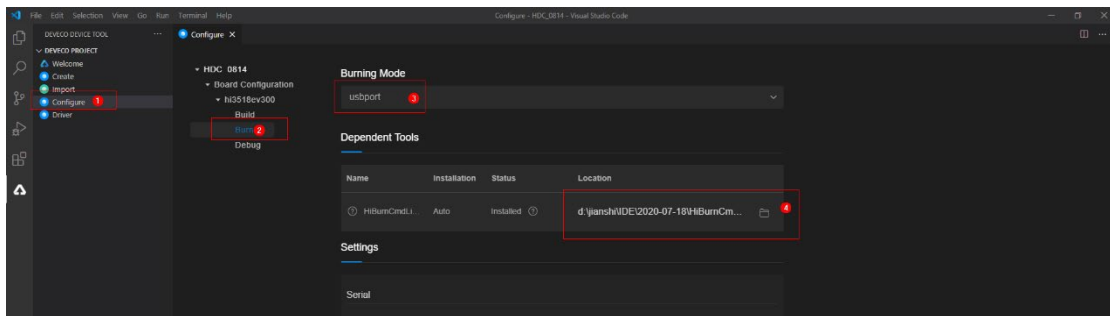 File Edit Selection View Go Run Terminal Help
Configure - HDC_0814 - Visual Studio Code
DEVECO DEVICE TOOL ...
Configure
DEVECO PROJECT
Welcome
Create
Import
Configure 1
Driver
HDC 0814
Board Configuration
hi3518ev300
Build
Burn 2
Debug
Burning Mode
usbport 3
Dependent Tools
Name Installation Status Location
HiBurnCmdLi... Auto Installed d:\jianshi\IDE\2020-07-18\HiBurnCm... 4
Settings
Serial